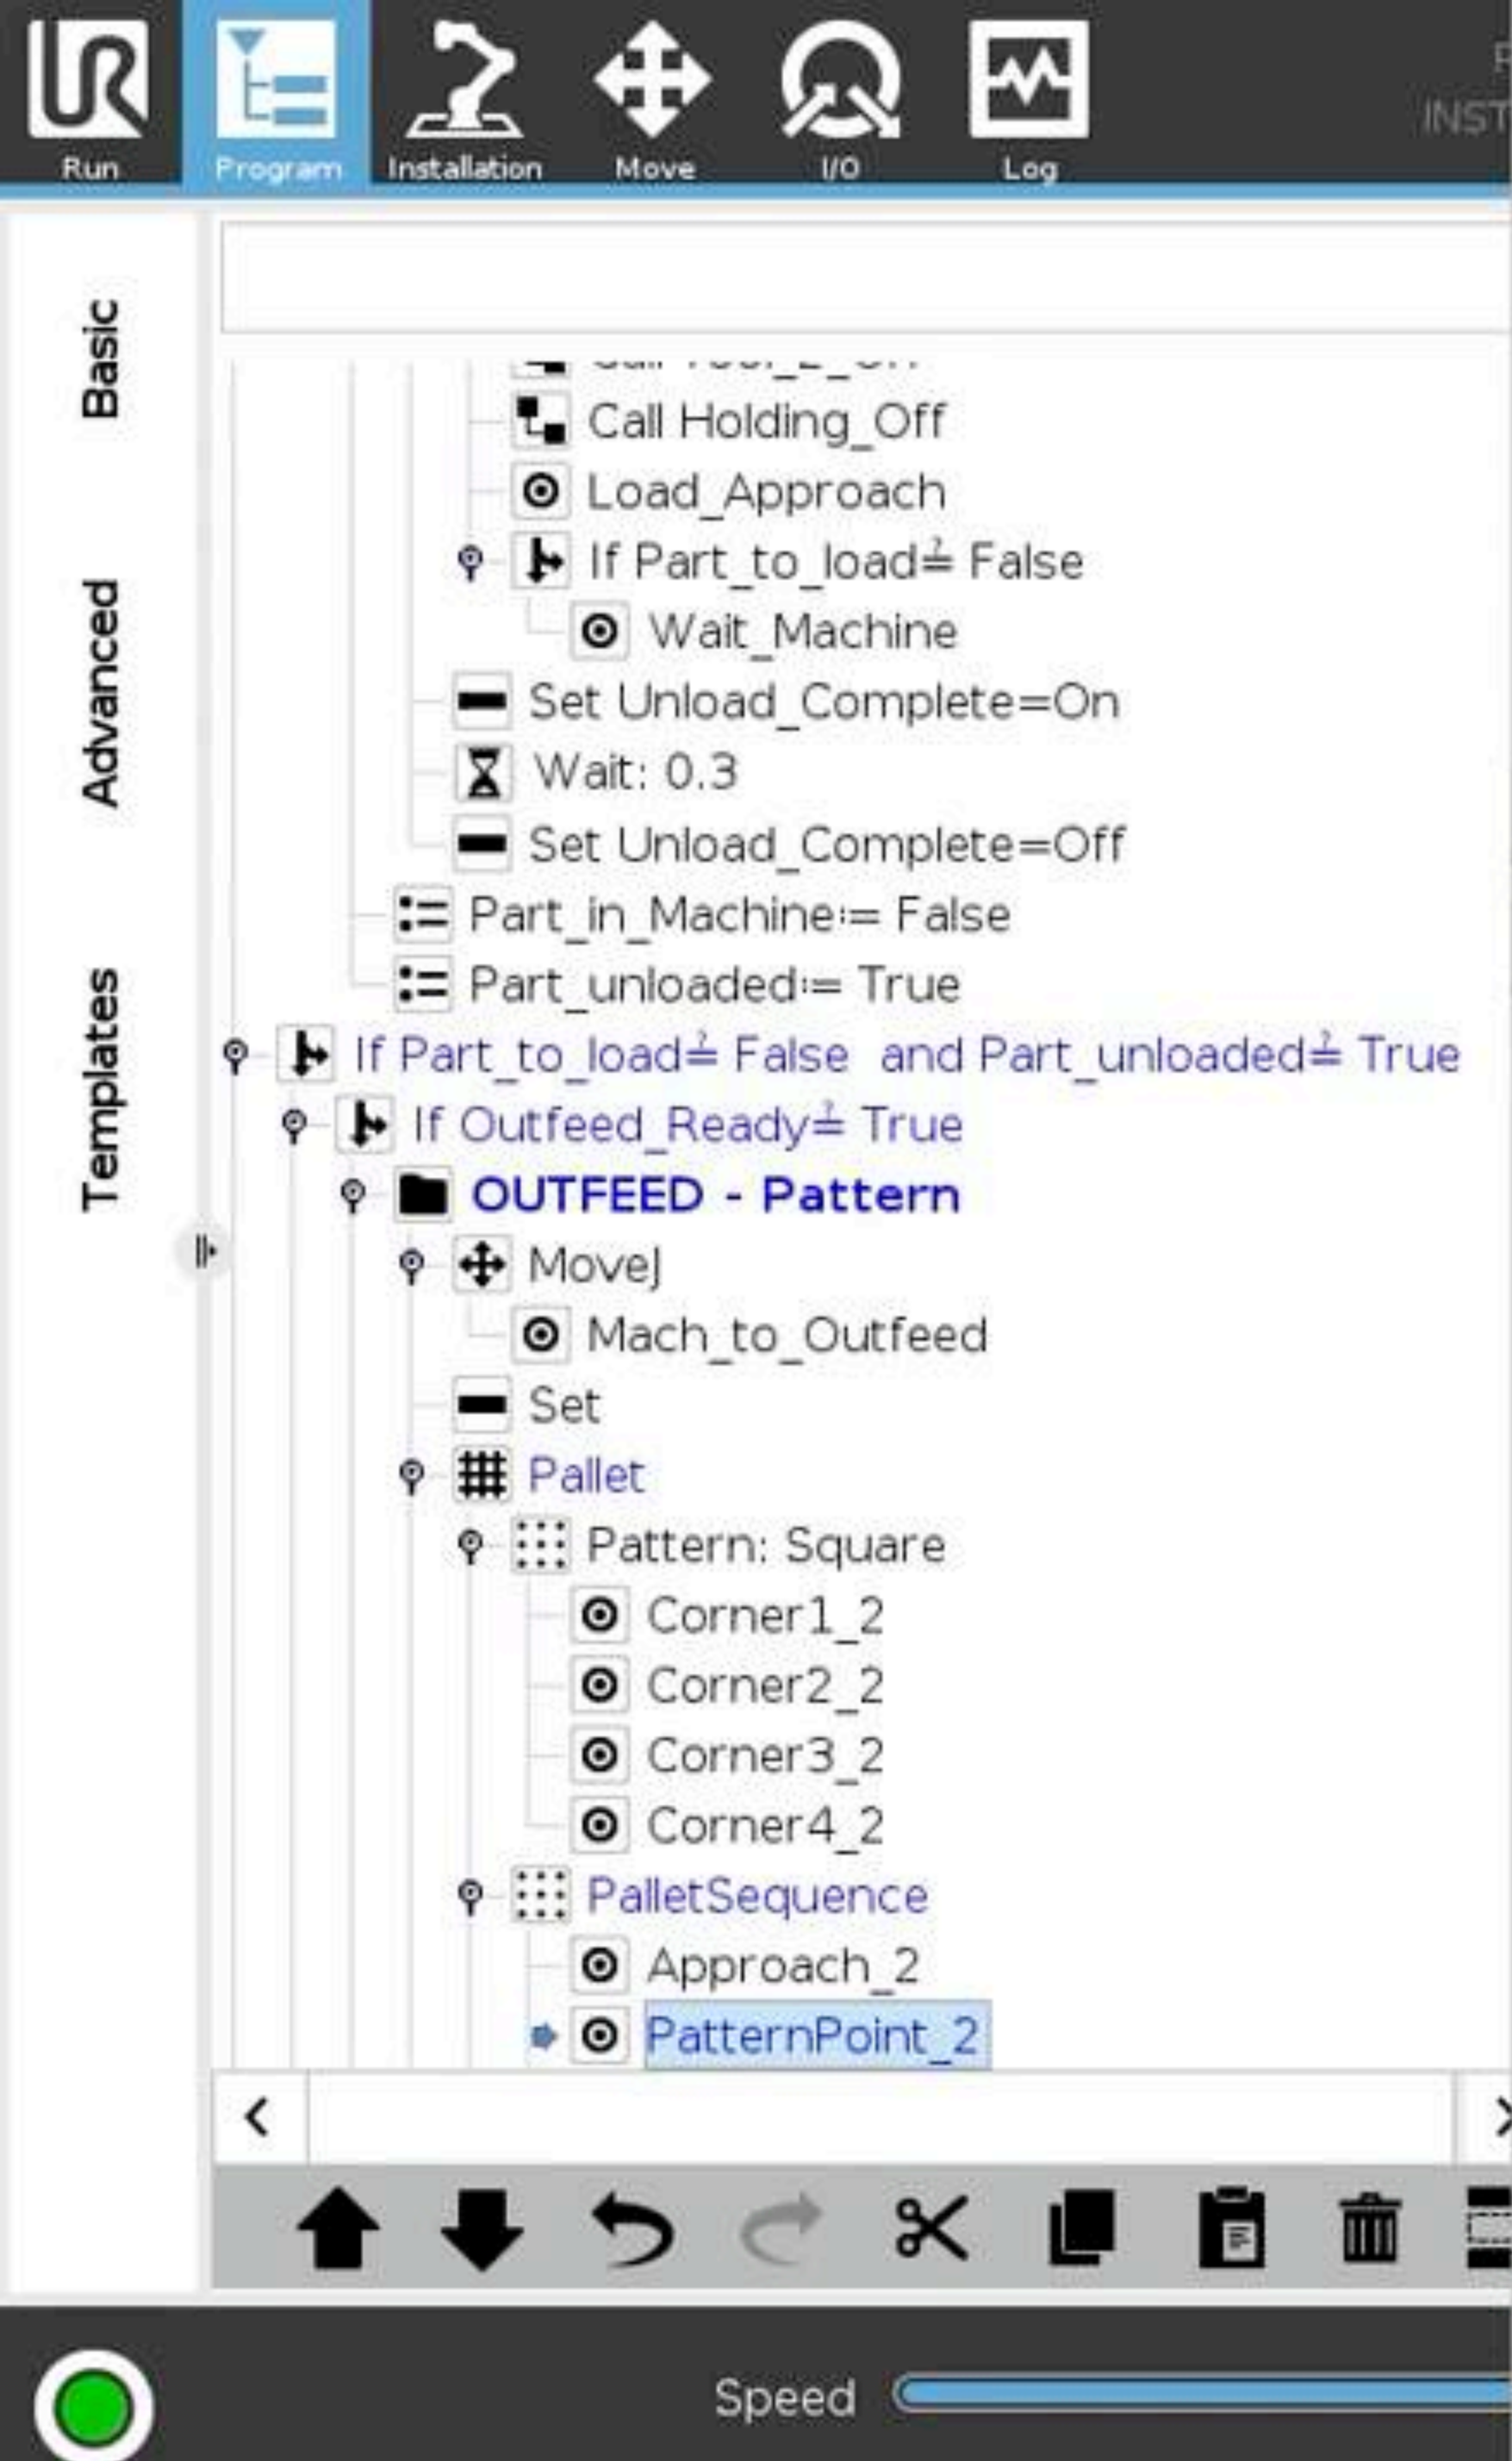 UR
Run
Program
Installation
Move
I/O
Log
INST
Basic
Advanced
Templates
Call Holding_Off
Load_Approach
If Part_to_load≟ False
Wait_Machine
Set Unload_Complete=On
Wait: 0.3
Set Unload_Complete=Off
Part_in_Machine≔ False
Part_unloaded≔ True
If Part_to_load≟ False  and Part_unloaded≟ True
If Outfeed_Ready≟ True
OUTFEED - Pattern
MoveJ
Mach_to_Outfeed
Set
Pallet
Pattern: Square
Corner1_2
Corner2_2
Corner3_2
Corner4_2
PalletSequence
Approach_2
PatternPoint_2
Speed